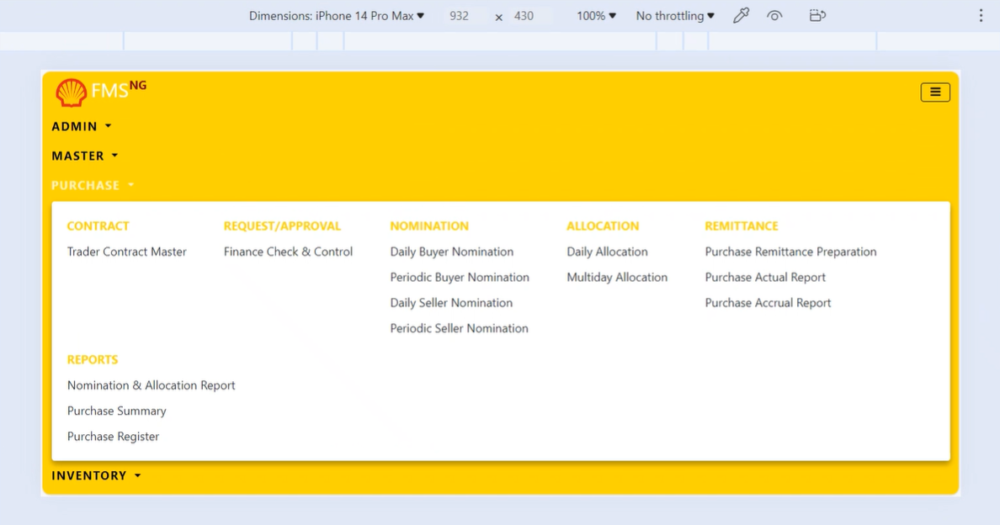 Dimensions: iPhone 14 Pro Max 932 x 430 100% No throttling
FMS NG
ADMIN
MASTER
PURCHASE
CONTRACT REQUEST/APPROVAL NOMINATION ALLOCATION REMITTANCE
Trader Contract Master Finance Check & Control Daily Buyer Nomination Daily Allocation Purchase Remittance Preparation
Periodic Buyer Nomination Multiday Allocation Purchase Actual Report
Daily Seller Nomination Purchase Accrual Report
Periodic Seller Nomination
REPORTS
Nomination & Allocation Report
Purchase Summary
Purchase Register
INVENTORY